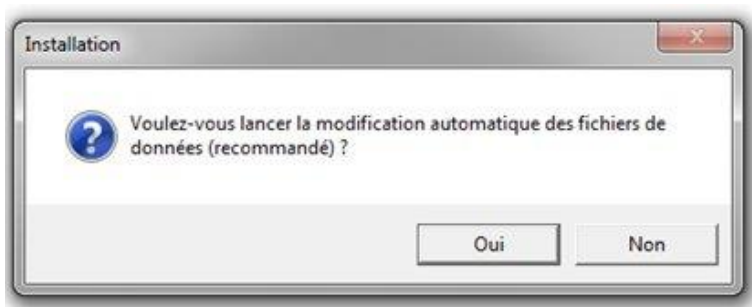 Installation
Voulez-vous lancer la modification automatique des fichiers de
données (recommandé) ?
Oui
Non